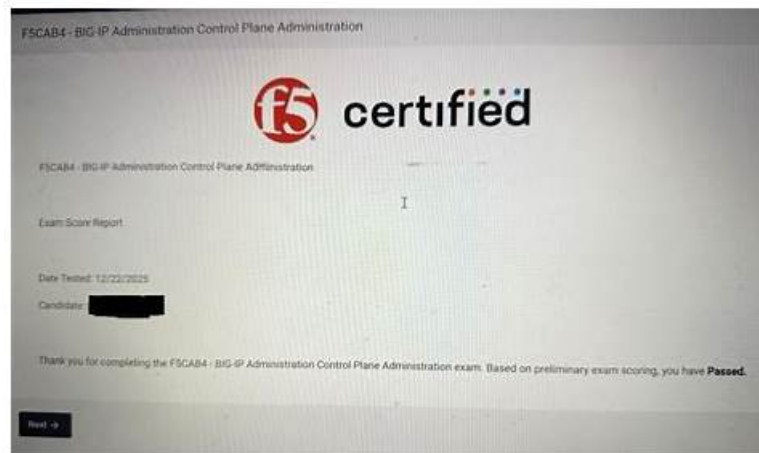 F5CAB4 - BIG-IP Administration Control Plane Administration
f5 certified
F5CAB4 - BIG-IP Administration Control Plane Administration
Exam Score Report
Date Tested: 12/22/2025
Candidate:
Thank you for completing the F5CAB4 - BIG-IP Administration Control Plane Administration exam. Based on preliminary exam scoring, you have Passed.
Next →